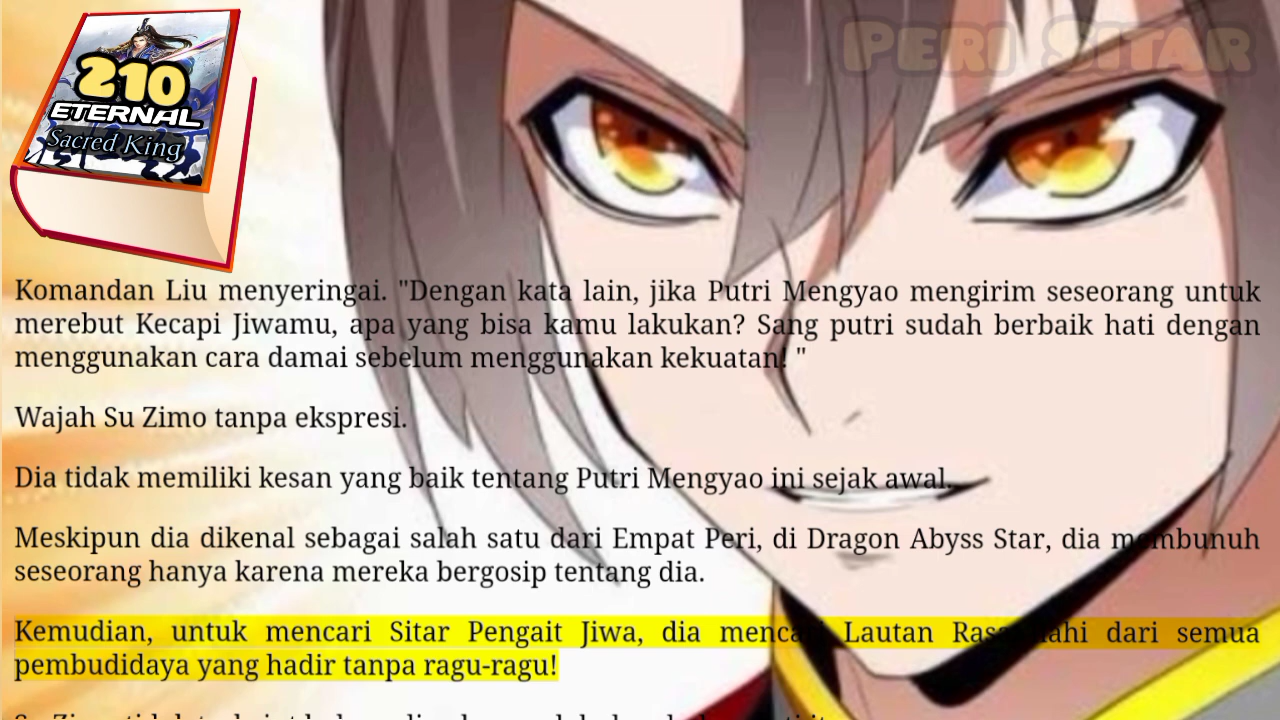 PERI SITAR
210
ETERNAL
Sacred King
Komandan Liu menyeringai. "Dengan kata lain, jika Putri Mengyao mengirim seseorang untuk
merebut Kecapi Jiwamu, apa yang bisa kamu lakukan? Sang putri sudah berbaik hati dengan
menggunakan cara damai sebelum menggunakan kekuatan! "
Wajah Su Zimo tanpa ekspresi.
Dia tidak memiliki kesan yang baik tentang Putri Mengyao ini sejak awal.
Meskipun dia dikenal sebagai salah satu dari Empat Peri, di Dragon Abyss Star, dia membunuh
seseorang hanya karena mereka bergosip tentang dia.
Kemudian, untuk mencari Sitar Pengait Jiwa, dia mencari Lautan Rasa dari semua
pembudidaya yang hadir tanpa ragu-ragu!